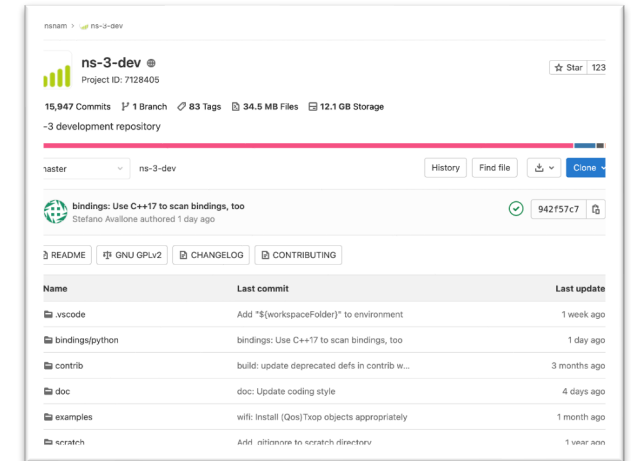 nsnam > ns-3-dev
ns-3-dev
Project ID: 7128405
Star 123
15,947 Commits 1 Branch 83 Tags 34.5 MB Files 12.1 GB Storage
-3 development repository
master ns-3-dev History Find file Clone
bindings: Use C++17 to scan bindings, too
Stefano Avallone authored 1 day ago
942f57c7
README GNU GPLv2 CHANGELOG CONTRIBUTING
Name Last commit Last update
.vscode Add "${workspaceFolder}" to environment 1 week ago
bindings/python bindings: Use C++17 to scan bindings, too 1 day ago
contrib build: update deprecated defs in contrib w... 3 months ago
doc doc: Update coding style 4 days ago
examples wifi: Install (Qos)Txop objects appropriately 1 month ago
scratch Add .gitignore to scratch directory 1 year ago